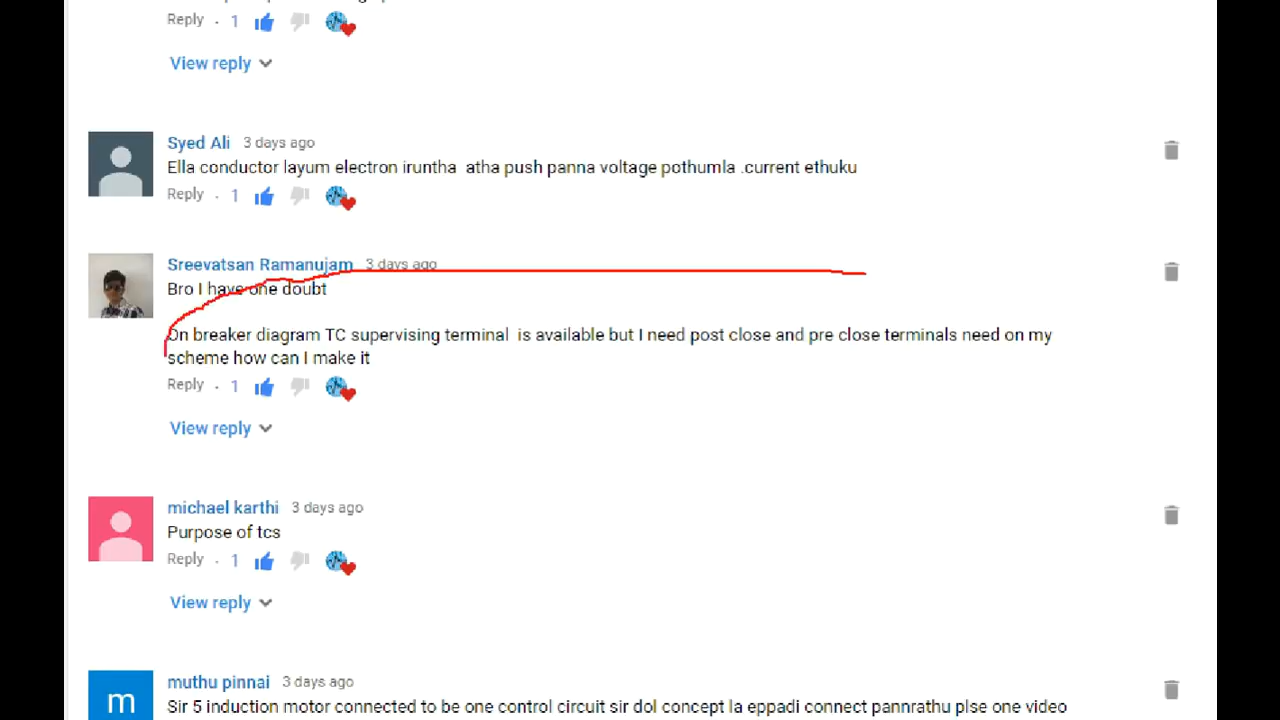 Reply · 1
View reply
Syed Ali 3 days ago
Ella conductor layum electron iruntha atha push panna voltage pothumla .current ethuku
Reply · 1
Sreevatsan Ramanujam 3 days ago
Bro I have one doubt
On breaker diagram TC supervising terminal is available but I need post close and pre close terminals need on my
scheme how can I make it
Reply · 1
View reply
michael karthi 3 days ago
Purpose of tcs
Reply · 1
View reply
m
muthu pinnai 3 days ago
Sir 5 induction motor connected to be one control circuit sir dol concept la eppadi connect pannrathu plse one video